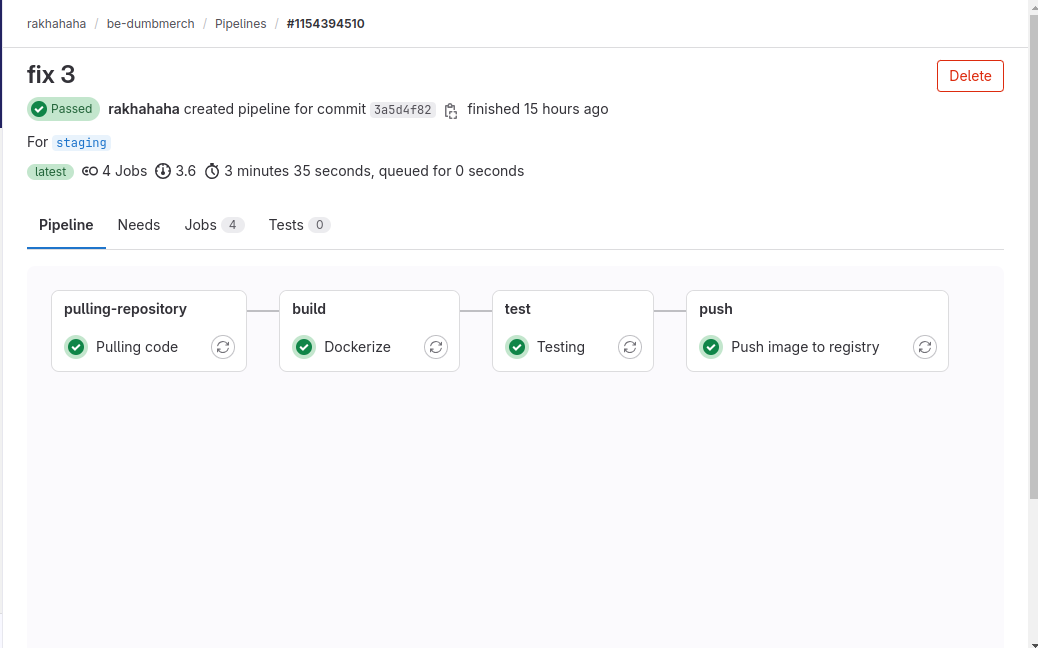 rakhahaha / be-dumbmerch / Pipelines / #1154394510
fix 3
Delete
Passed rakhahaha created pipeline for commit 3a5d4f82 finished 15 hours ago
For staging
latest 4 Jobs 3.6 3 minutes 35 seconds, queued for 0 seconds
Pipeline Needs Jobs 4 Tests 0
pulling-repository build test push
Pulling code Dockerize Testing Push image to registry